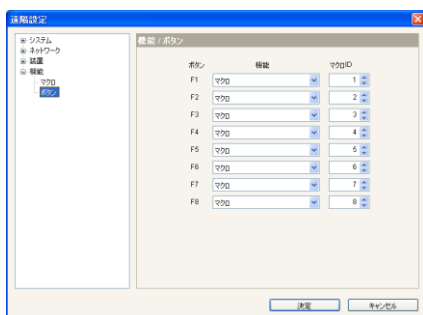 遠隔設定
システム
ネットワーク
装置
機能
マクロ
ボタン
機能 / ボタン
ボタン 機能 マクロID
F1 マクロ 1
F2 マクロ 2
F3 マクロ 3
F4 マクロ 4
F5 マクロ 5
F6 マクロ 6
F7 マクロ 7
F8 マクロ 8
決定 キャンセル